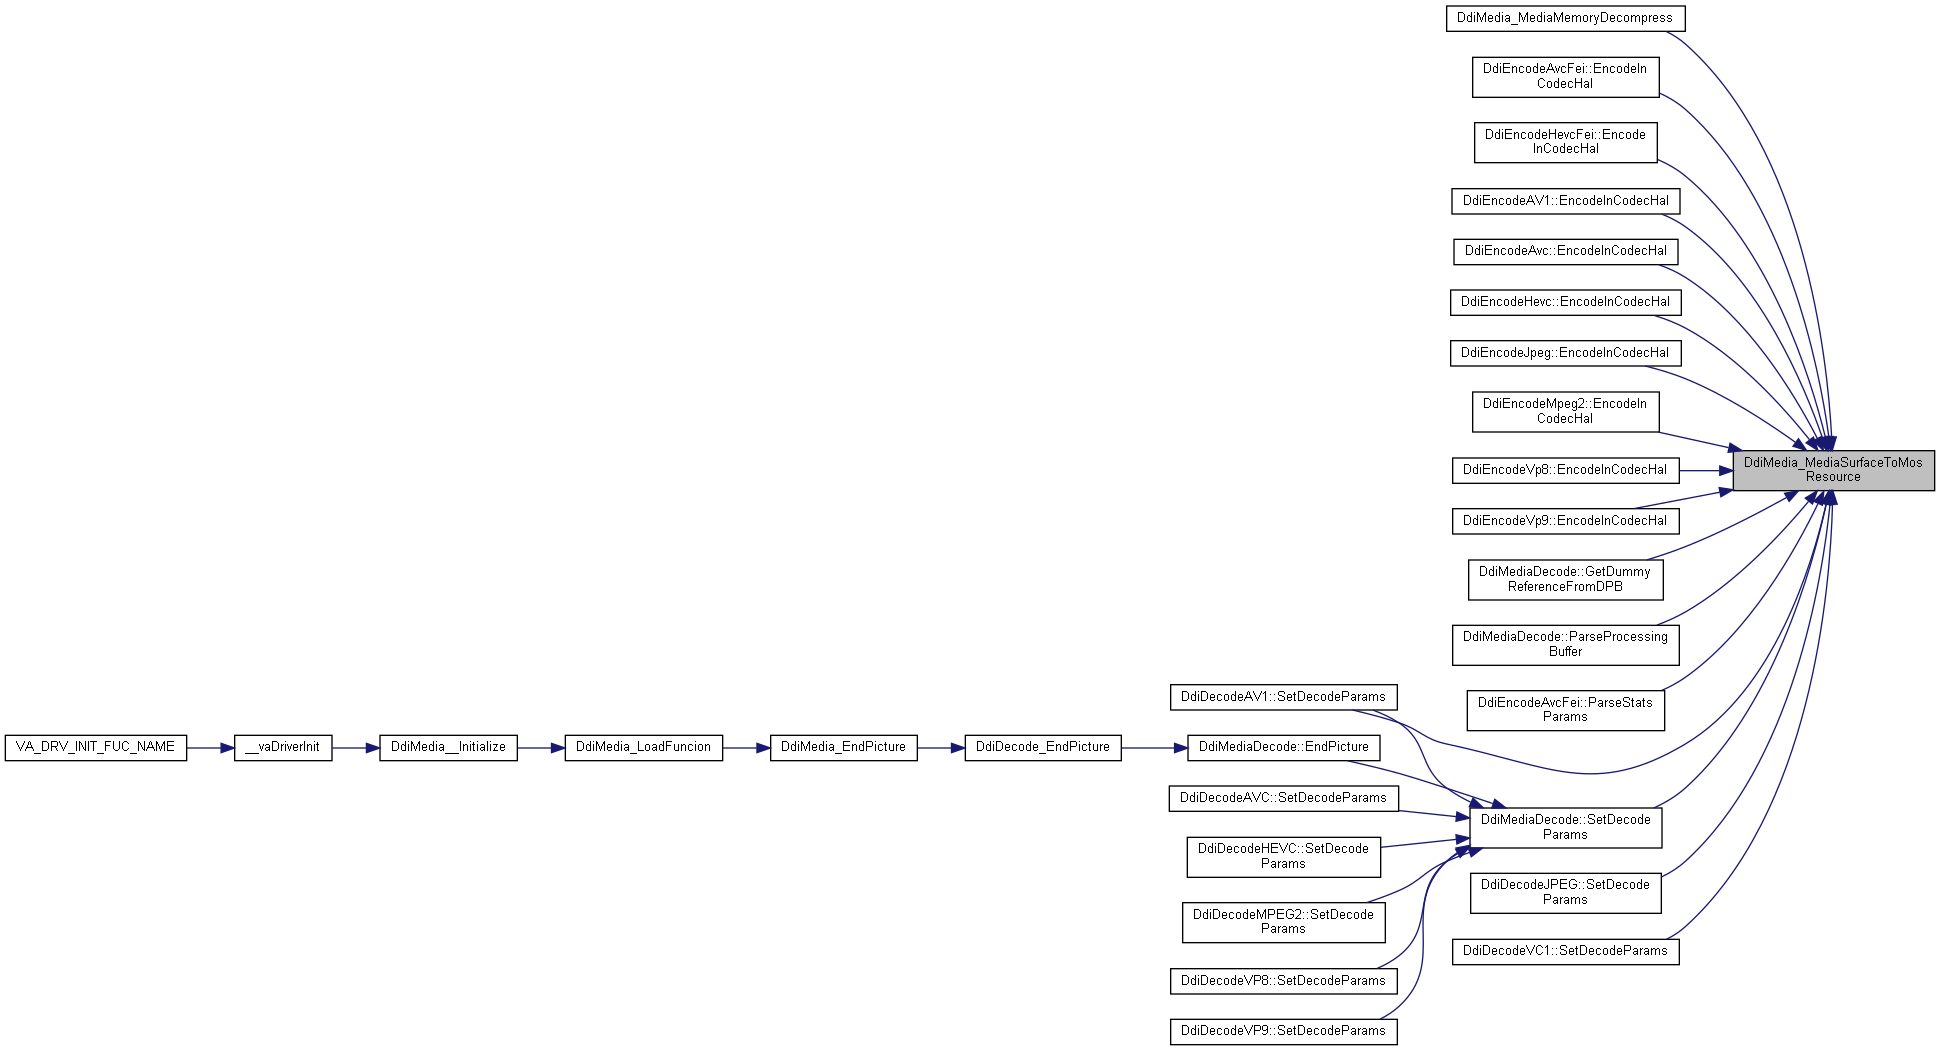 DdiMedia_MediaMemoryDecompress
DdiEncodeAvcFei::EncodeIn
CodecHal
DdiEncodeHevcFei::Encode
InCodecHal
DdiEncodeAV1::EncodeInCodecHal
DdiEncodeAvc::EncodeInCodecHal
DdiEncodeHevc::EncodeInCodecHal
DdiEncodeJpeg::EncodeInCodecHal
DdiEncodeMpeg2::EncodeIn
CodecHal
DdiEncodeVp8::EncodeInCodecHal
DdiMedia_MediaSurfaceToMos
Resource
DdiEncodeVp9::EncodeInCodecHal
DdiMediaDecode::GetDummy
ReferenceFromDPB
DdiMediaDecode::ParseProcessing
Buffer
DdiEncodeAvcFei::ParseStats
Params
DdiDecodeAV1::SetDecodeParams
VA_DRV_INIT_FUC_NAME
__vaDriverInit
DdiMedia__Initialize
DdiMedia_LoadFuncion
DdiMedia_EndPicture
DdiDecode_EndPicture
DdiMediaDecode::EndPicture
DdiDecodeAVC::SetDecodeParams
DdiMediaDecode::SetDecode
Params
DdiDecodeHEVC::SetDecode
Params
DdiDecodeJPEG::SetDecode
Params
DdiDecodeMPEG2::SetDecode
Params
DdiDecodeVC1::SetDecodeParams
DdiDecodeVP8::SetDecodeParams
DdiDecodeVP9::SetDecodeParams